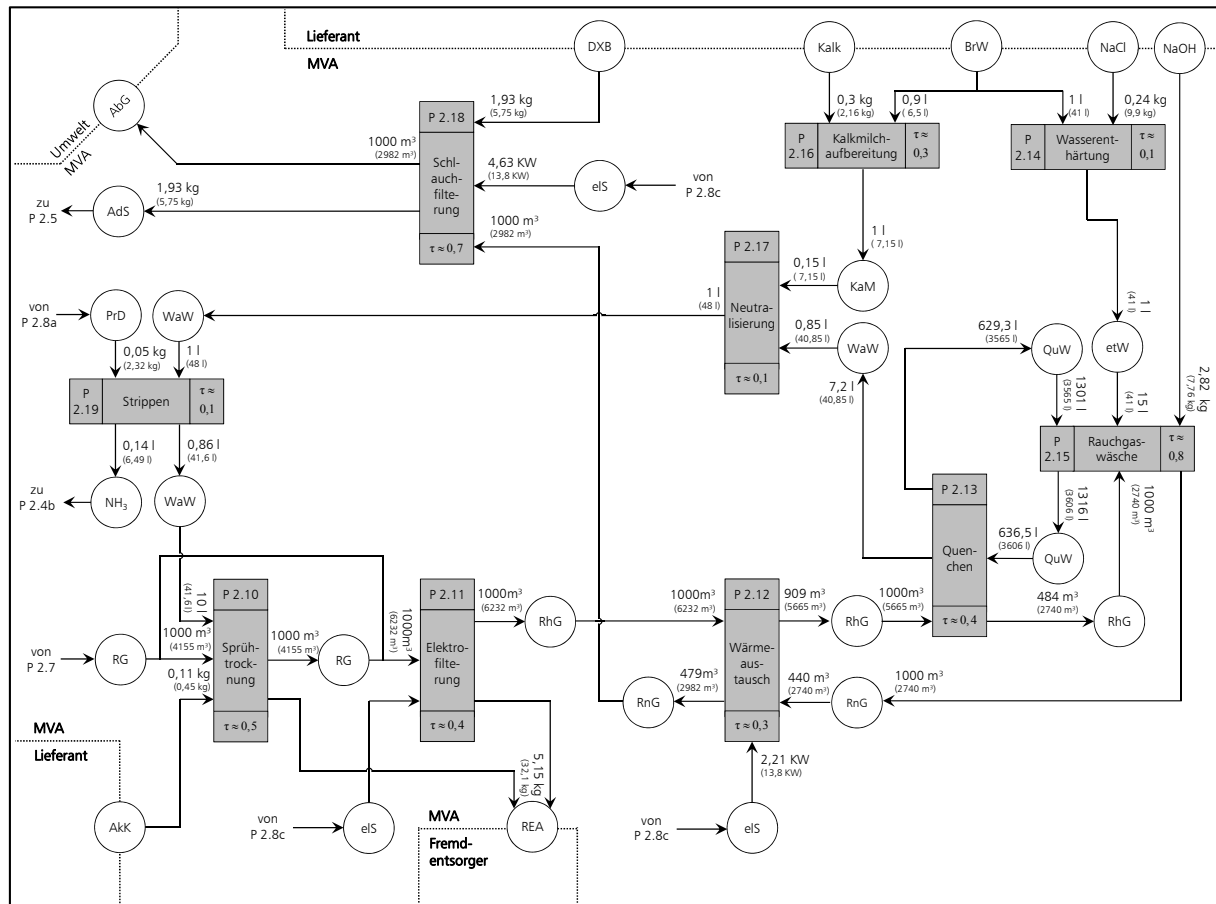 Lieferant
MVA
DXB
Kalk
BrW
NaCl
NaOH
AbG
Umwelt
MVA
1000 m³
(2982 m³)
P 2.18
Schl-
auch-
filte-
rung
τ ≈ 0,7
1,93 kg
(5,75 kg)
4,63 KW
(13,8 KW)
elS
von
P 2.8c
1000 m³
(2982 m³)
0,3 kg
(2,16 kg)
0,9 l
( 6,5 l)
1 l
(41 l)
0,24 kg
(9,9 kg)
P
2.16
Kalkmilch-
aufbereitung
τ ≈
0,3
P
2.14
Wasserent-
härtung
τ ≈
0,1
zu
P 2.5
AdS
1,93 kg
(5,75 kg)
1 l
( 7,15 l)
P 2.17
Neutra-
lisierung
τ ≈ 0,1
0,15 l
( 7,15 l)
KaM
0,85 l
(40,85 l)
WaW
1 l
(48 l)
7,2 l
(40,85 l)
629,3 l
(3565 l)
QuW
etW
1 l
(41 l)
1301 l
(3565 l)
15 l
(41 l)
2,82 kg
(7,76 kg)
von
P 2.8a
PrD
WaW
0,05 kg
(2,32 kg)
1 l
(48 l)
P
2.19
Strippen
τ ≈
0,1
0,14 l
(6,49 l)
0,86 l
(41,6 l)
zu
P 2.4b
NH₃
WaW
P
2.15
Rauchgas-
wäsche
τ ≈
0,8
1316 l
(3606 l)
1000 m³
(2740 m³)
P 2.13
Quen-
chen
τ ≈ 0,4
636,5 l
(3606 l)
QuW
10 l
(41,6 l)
P 2.10
Sprüh-
trock-
nung
τ ≈ 0,5
von
P 2.7
RG
1000 m³
(4155 m³)
0,11 kg
(0,45 kg)
1000 m³
(4155 m³)
RG
1000m³
(6232 m³)
P 2.11
Elektro-
filte-
rung
τ ≈ 0,4
1000m³
(6232 m³)
RhG
1000m³
(6232 m³)
P 2.12
Wärme-
aus-
tausch
τ ≈ 0,3
909 m³
(5665 m³)
RhG
1000m³
(5665 m³)
484 m³
(2740 m³)
RhG
RnG
479m³
(2982 m³)
440 m³
(2740 m³)
RnG
1000 m³
(2740 m³)
MVA
Lieferant
AkK
von
P 2.8c
elS
5,15 kg
(32,1 kg)
REA
MVA
Fremd-
entsorger
2,21 KW
(13,8 KW)
von
P 2.8c
elS